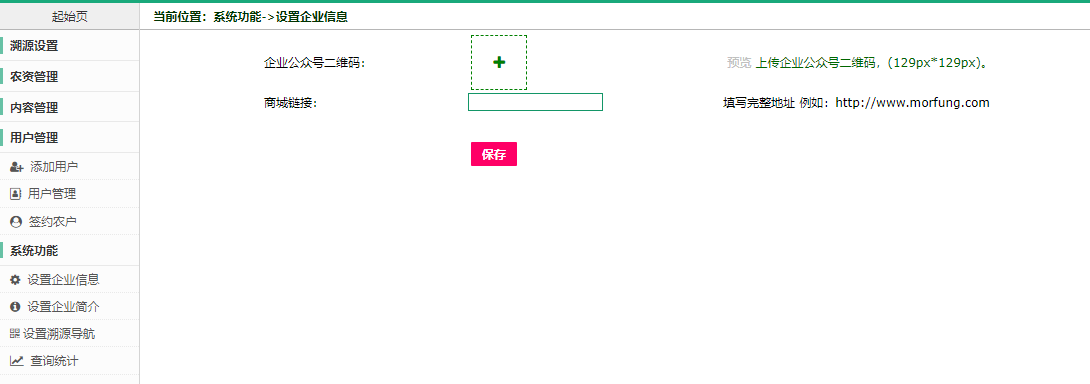 起始页
当前位置：系统功能->设置企业信息
溯源设置
农资管理
内容管理
用户管理
添加用户
用户管理
签约农户
系统功能
设置企业信息
设置企业简介
设置溯源导航
查询统计
企业公众号二维码：
预览 上传企业公众号二维码，(129px*129px)。
商城链接：
填写完整地址 例如：http://www.morfung.com
保存